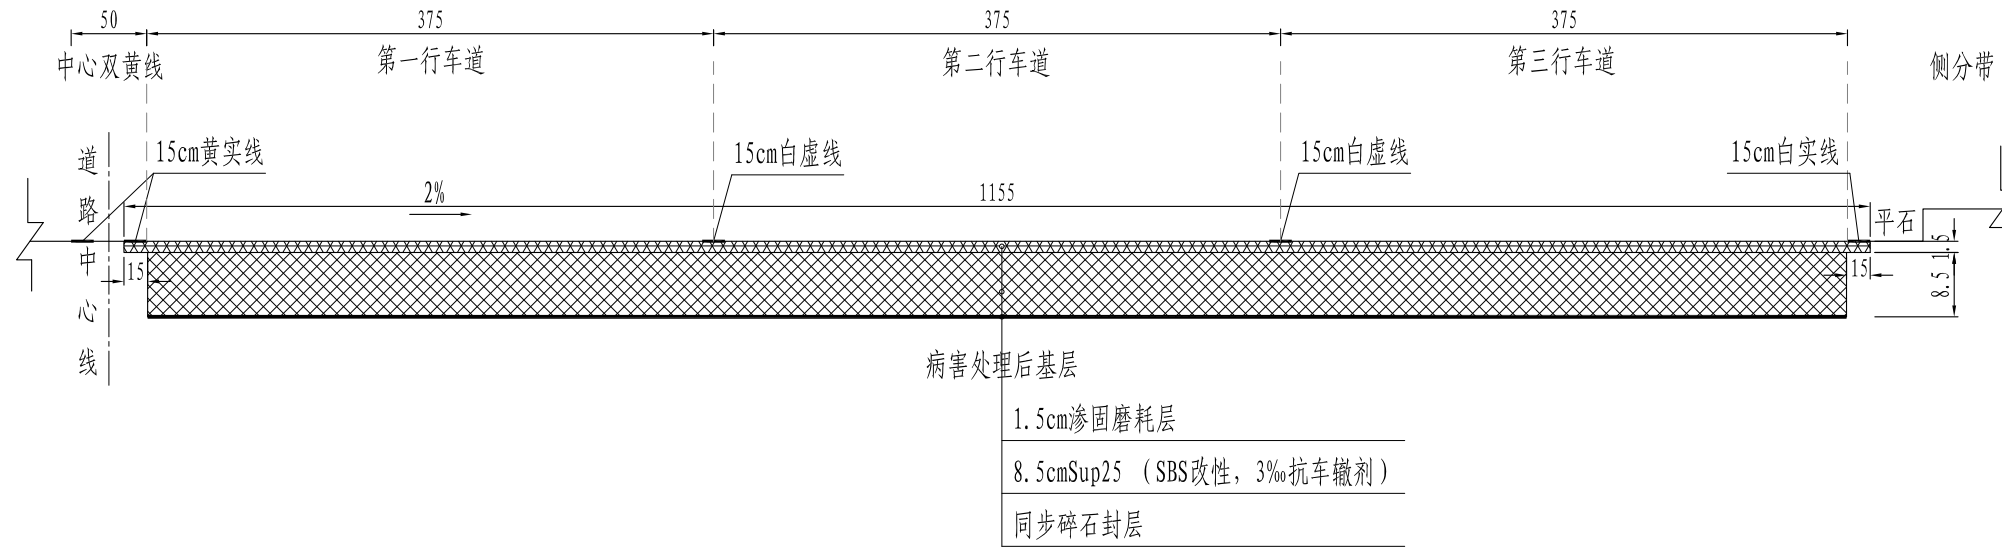 50
375
375
375
中心双黄线
第一行车道
第二行车道
第三行车道
侧分带
道路中心线
15cm黄实线
15cm白虚线
15cm白虚线
15cm白实线
2%
1155
平石
1.5
15
15
8.5
病害处理后基层
1.5cm渗固磨耗层
8.5cmSup25 （SBS改性，3‰抗车辙剂）
同步碎石封层